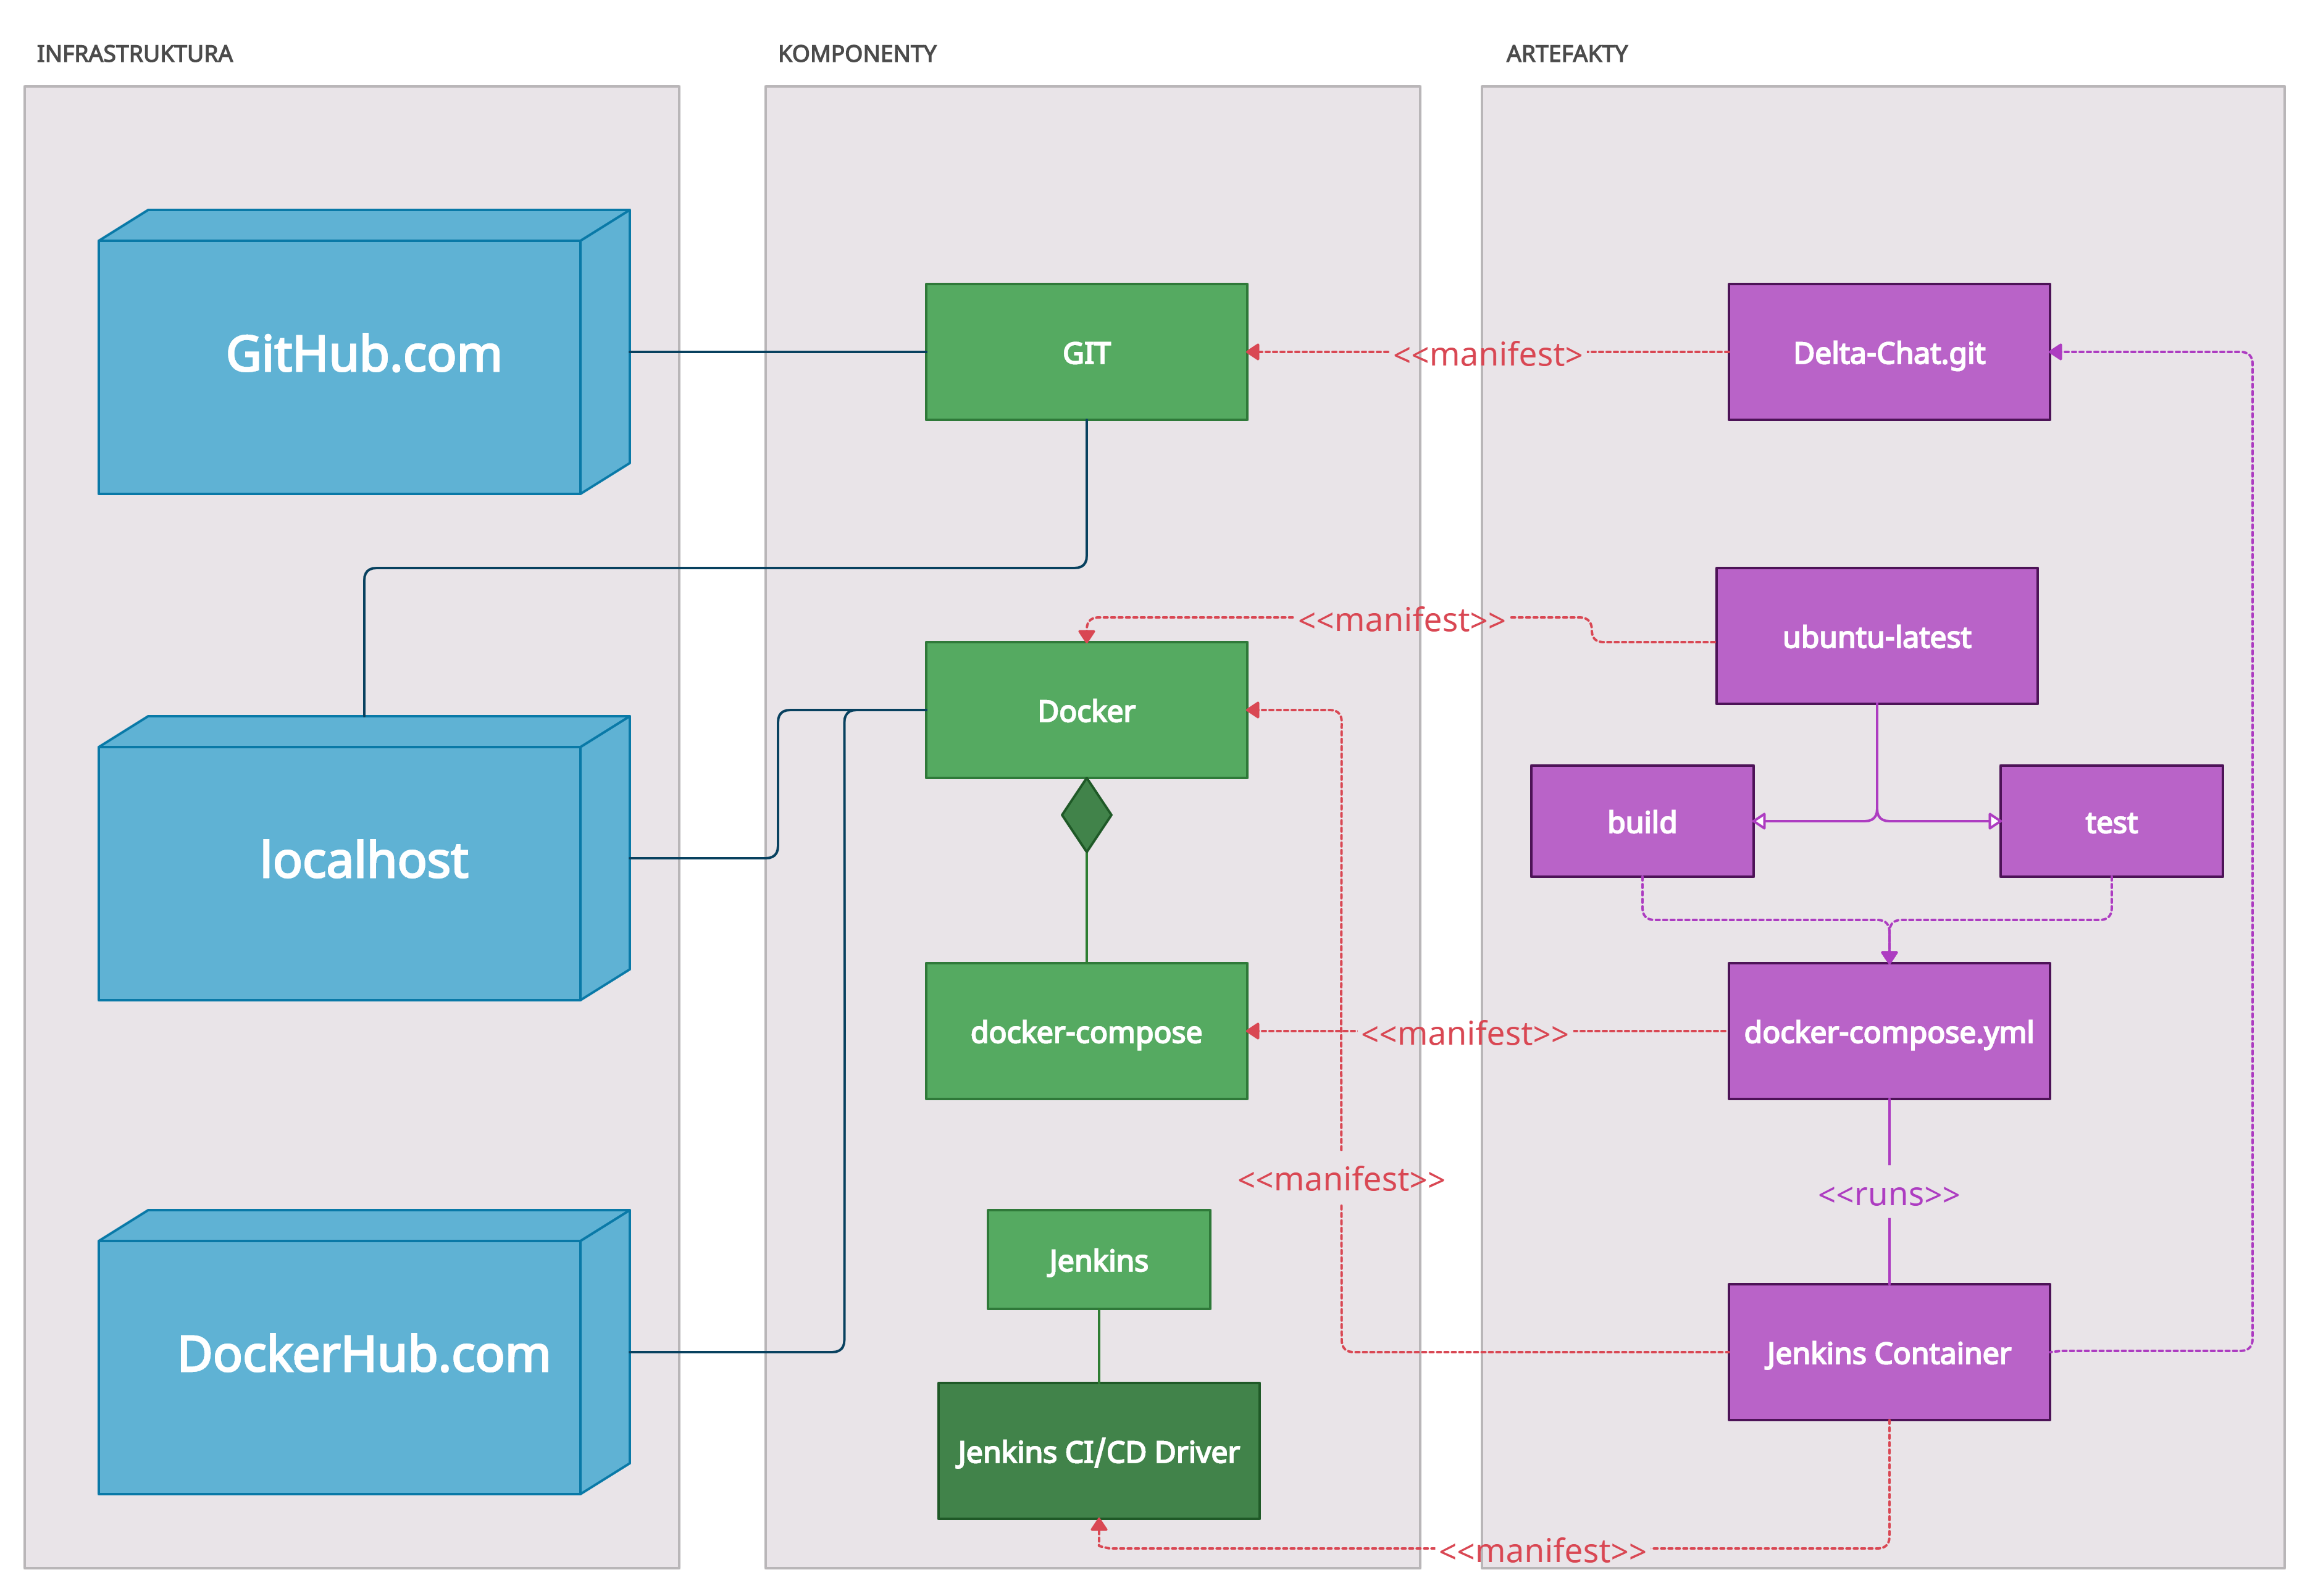 INFRASTRUKTURA
KOMPONENTY
ARTEFAKTY
GitHub.com
GIT
<<manifest>
Delta-Chat.git
<<manifest>>
ubuntu-latest
Docker
build
test
localhost
docker-compose
<<manifest>>
docker-compose.yml
<<manifest>>
<<runs>>
Jenkins
DockerHub.com
Jenkins Container
Jenkins CI/CD Driver
<<manifest>>